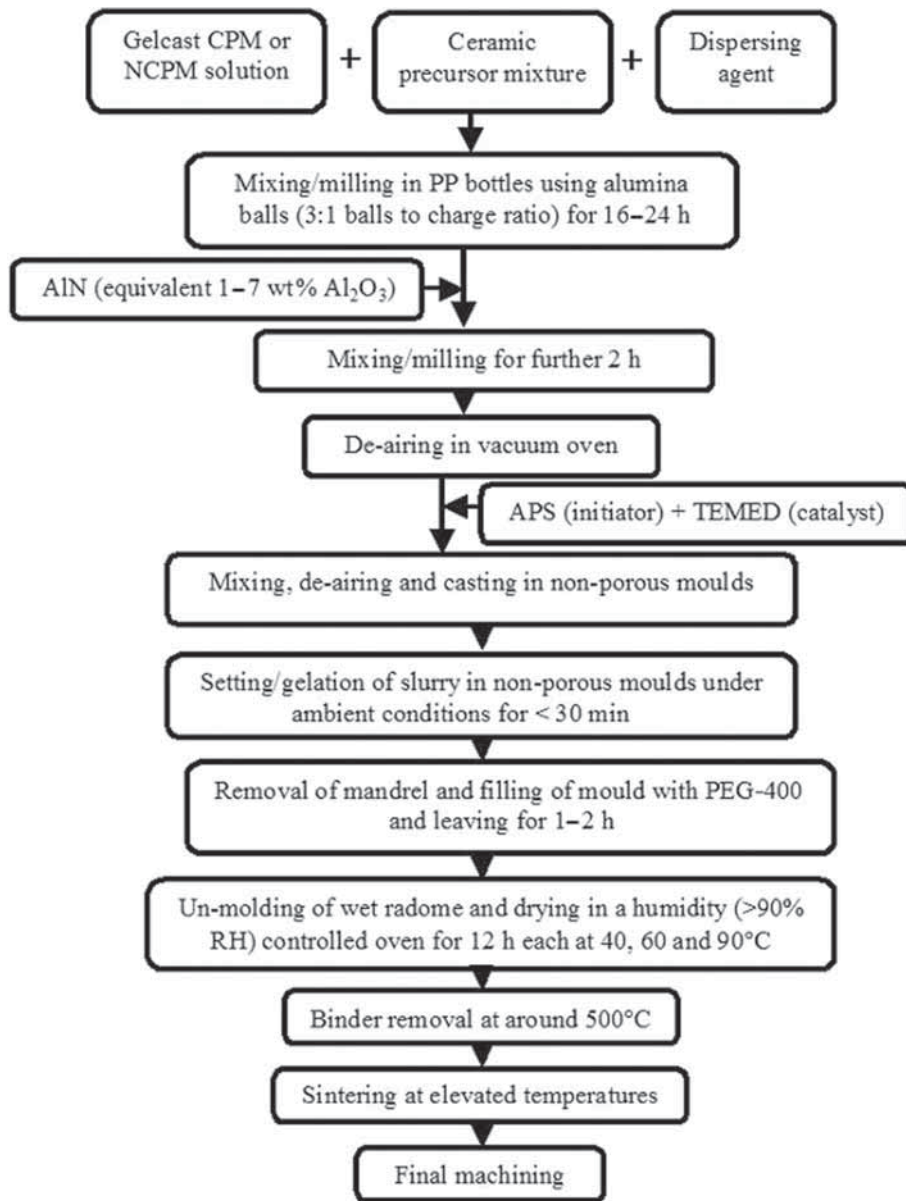 Gelcast CPM or
NCPM solution
+
Ceramic
precursor mixture
+
Dispersing
agent
Mixing/milling in PP bottles using alumina
balls (3:1 balls to charge ratio) for 16–24 h
AlN (equivalent 1–7 wt% Al₂O₃)
Mixing/milling for further 2 h
De-airing in vacuum oven
APS (initiator) + TEMED (catalyst)
Mixing, de-airing and casting in non-porous moulds
Setting/gelation of slurry in non-porous moulds under
ambient conditions for < 30 min
Removal of mandrel and filling of mould with PEG-400
and leaving for 1–2 h
Un-molding of wet radome and drying in a humidity (>90%
RH) controlled oven for 12 h each at 40, 60 and 90°C
Binder removal at around 500°C
Sintering at elevated temperatures
Final machining